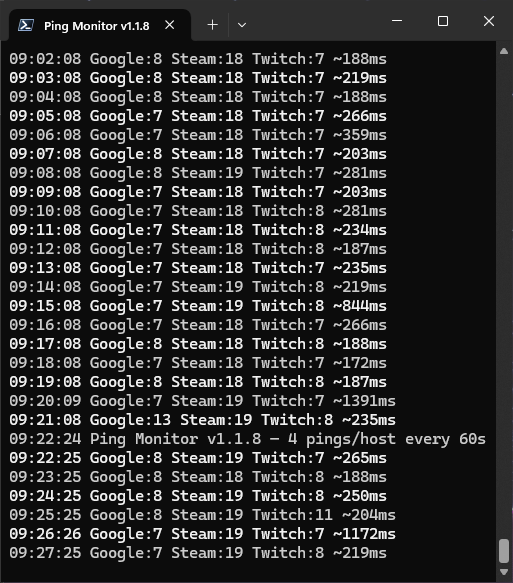 Ping Monitor v1.1.8
09:02:08 Google:8 Steam:18 Twitch:7 ~188ms
09:03:08 Google:8 Steam:18 Twitch:7 ~219ms
09:04:08 Google:8 Steam:18 Twitch:7 ~188ms
09:05:08 Google:7 Steam:18 Twitch:7 ~266ms
09:06:08 Google:7 Steam:18 Twitch:7 ~359ms
09:07:08 Google:8 Steam:18 Twitch:7 ~203ms
09:08:08 Google:8 Steam:19 Twitch:7 ~281ms
09:09:08 Google:7 Steam:18 Twitch:7 ~203ms
09:10:08 Google:7 Steam:18 Twitch:8 ~281ms
09:11:08 Google:7 Steam:18 Twitch:8 ~234ms
09:12:08 Google:7 Steam:18 Twitch:8 ~187ms
09:13:08 Google:7 Steam:18 Twitch:7 ~235ms
09:14:08 Google:7 Steam:19 Twitch:8 ~219ms
09:15:08 Google:7 Steam:19 Twitch:8 ~844ms
09:16:08 Google:7 Steam:18 Twitch:7 ~266ms
09:17:08 Google:8 Steam:18 Twitch:8 ~188ms
09:18:08 Google:7 Steam:18 Twitch:7 ~172ms
09:19:08 Google:8 Steam:18 Twitch:8 ~187ms
09:20:09 Google:7 Steam:19 Twitch:7 ~1391ms
09:21:08 Google:13 Steam:19 Twitch:8 ~235ms
09:22:24 Ping Monitor v1.1.8 — 4 pings/host every 60s
09:22:25 Google:8 Steam:19 Twitch:7 ~265ms
09:23:25 Google:8 Steam:18 Twitch:8 ~188ms
09:24:25 Google:8 Steam:19 Twitch:8 ~250ms
09:25:25 Google:8 Steam:19 Twitch:11 ~204ms
09:26:26 Google:7 Steam:19 Twitch:7 ~1172ms
09:27:25 Google:7 Steam:19 Twitch:8 ~219ms